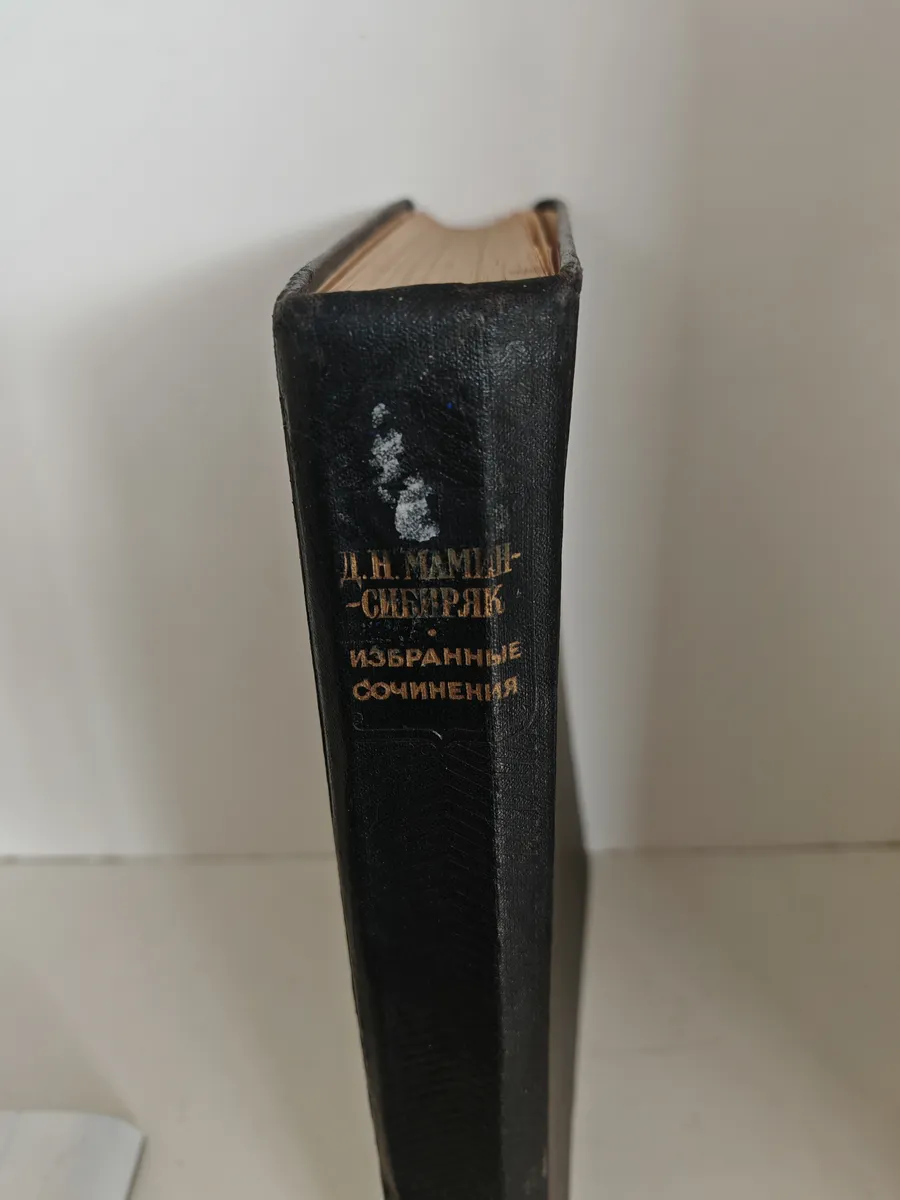 Д. Н. МАМИН-
-СИБИРЯК
•
ИЗБРАННЫЕ
СОЧИНЕНИЯ